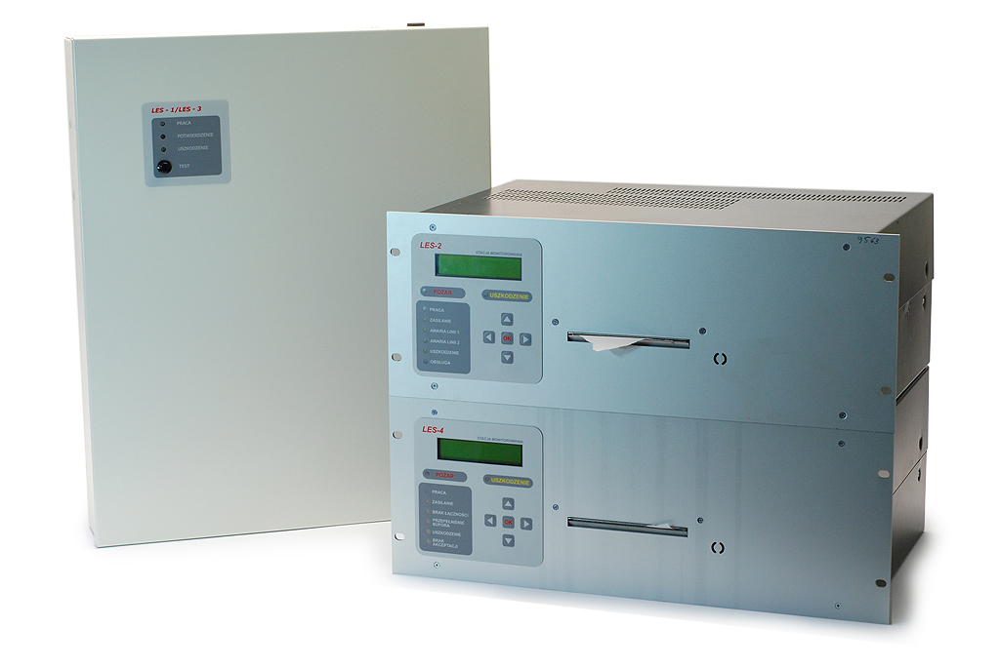 LES - 1/LES - 3
PRACA
POTWIERDZENIE
USZKODZENIE
TEST
9563
LES-2
STACJA MONITOROWANIA
POŻAR
USZKODZENIE
PRACA
ZASILANIE
AWARIA LINII 1
AWARIA LINII 2
USZKODZENIE
OBSŁUGA
OK
LES-4
STACJA MONITOROWANIA
POŻAR
USZKODZENIE
PRACA
ZASILANIE
BRAK ŁĄCZNOŚCI
PRZEPEŁNIENIE
BUFORA
USZKODZENIE
BRAK
AKCEPTACJI
OK